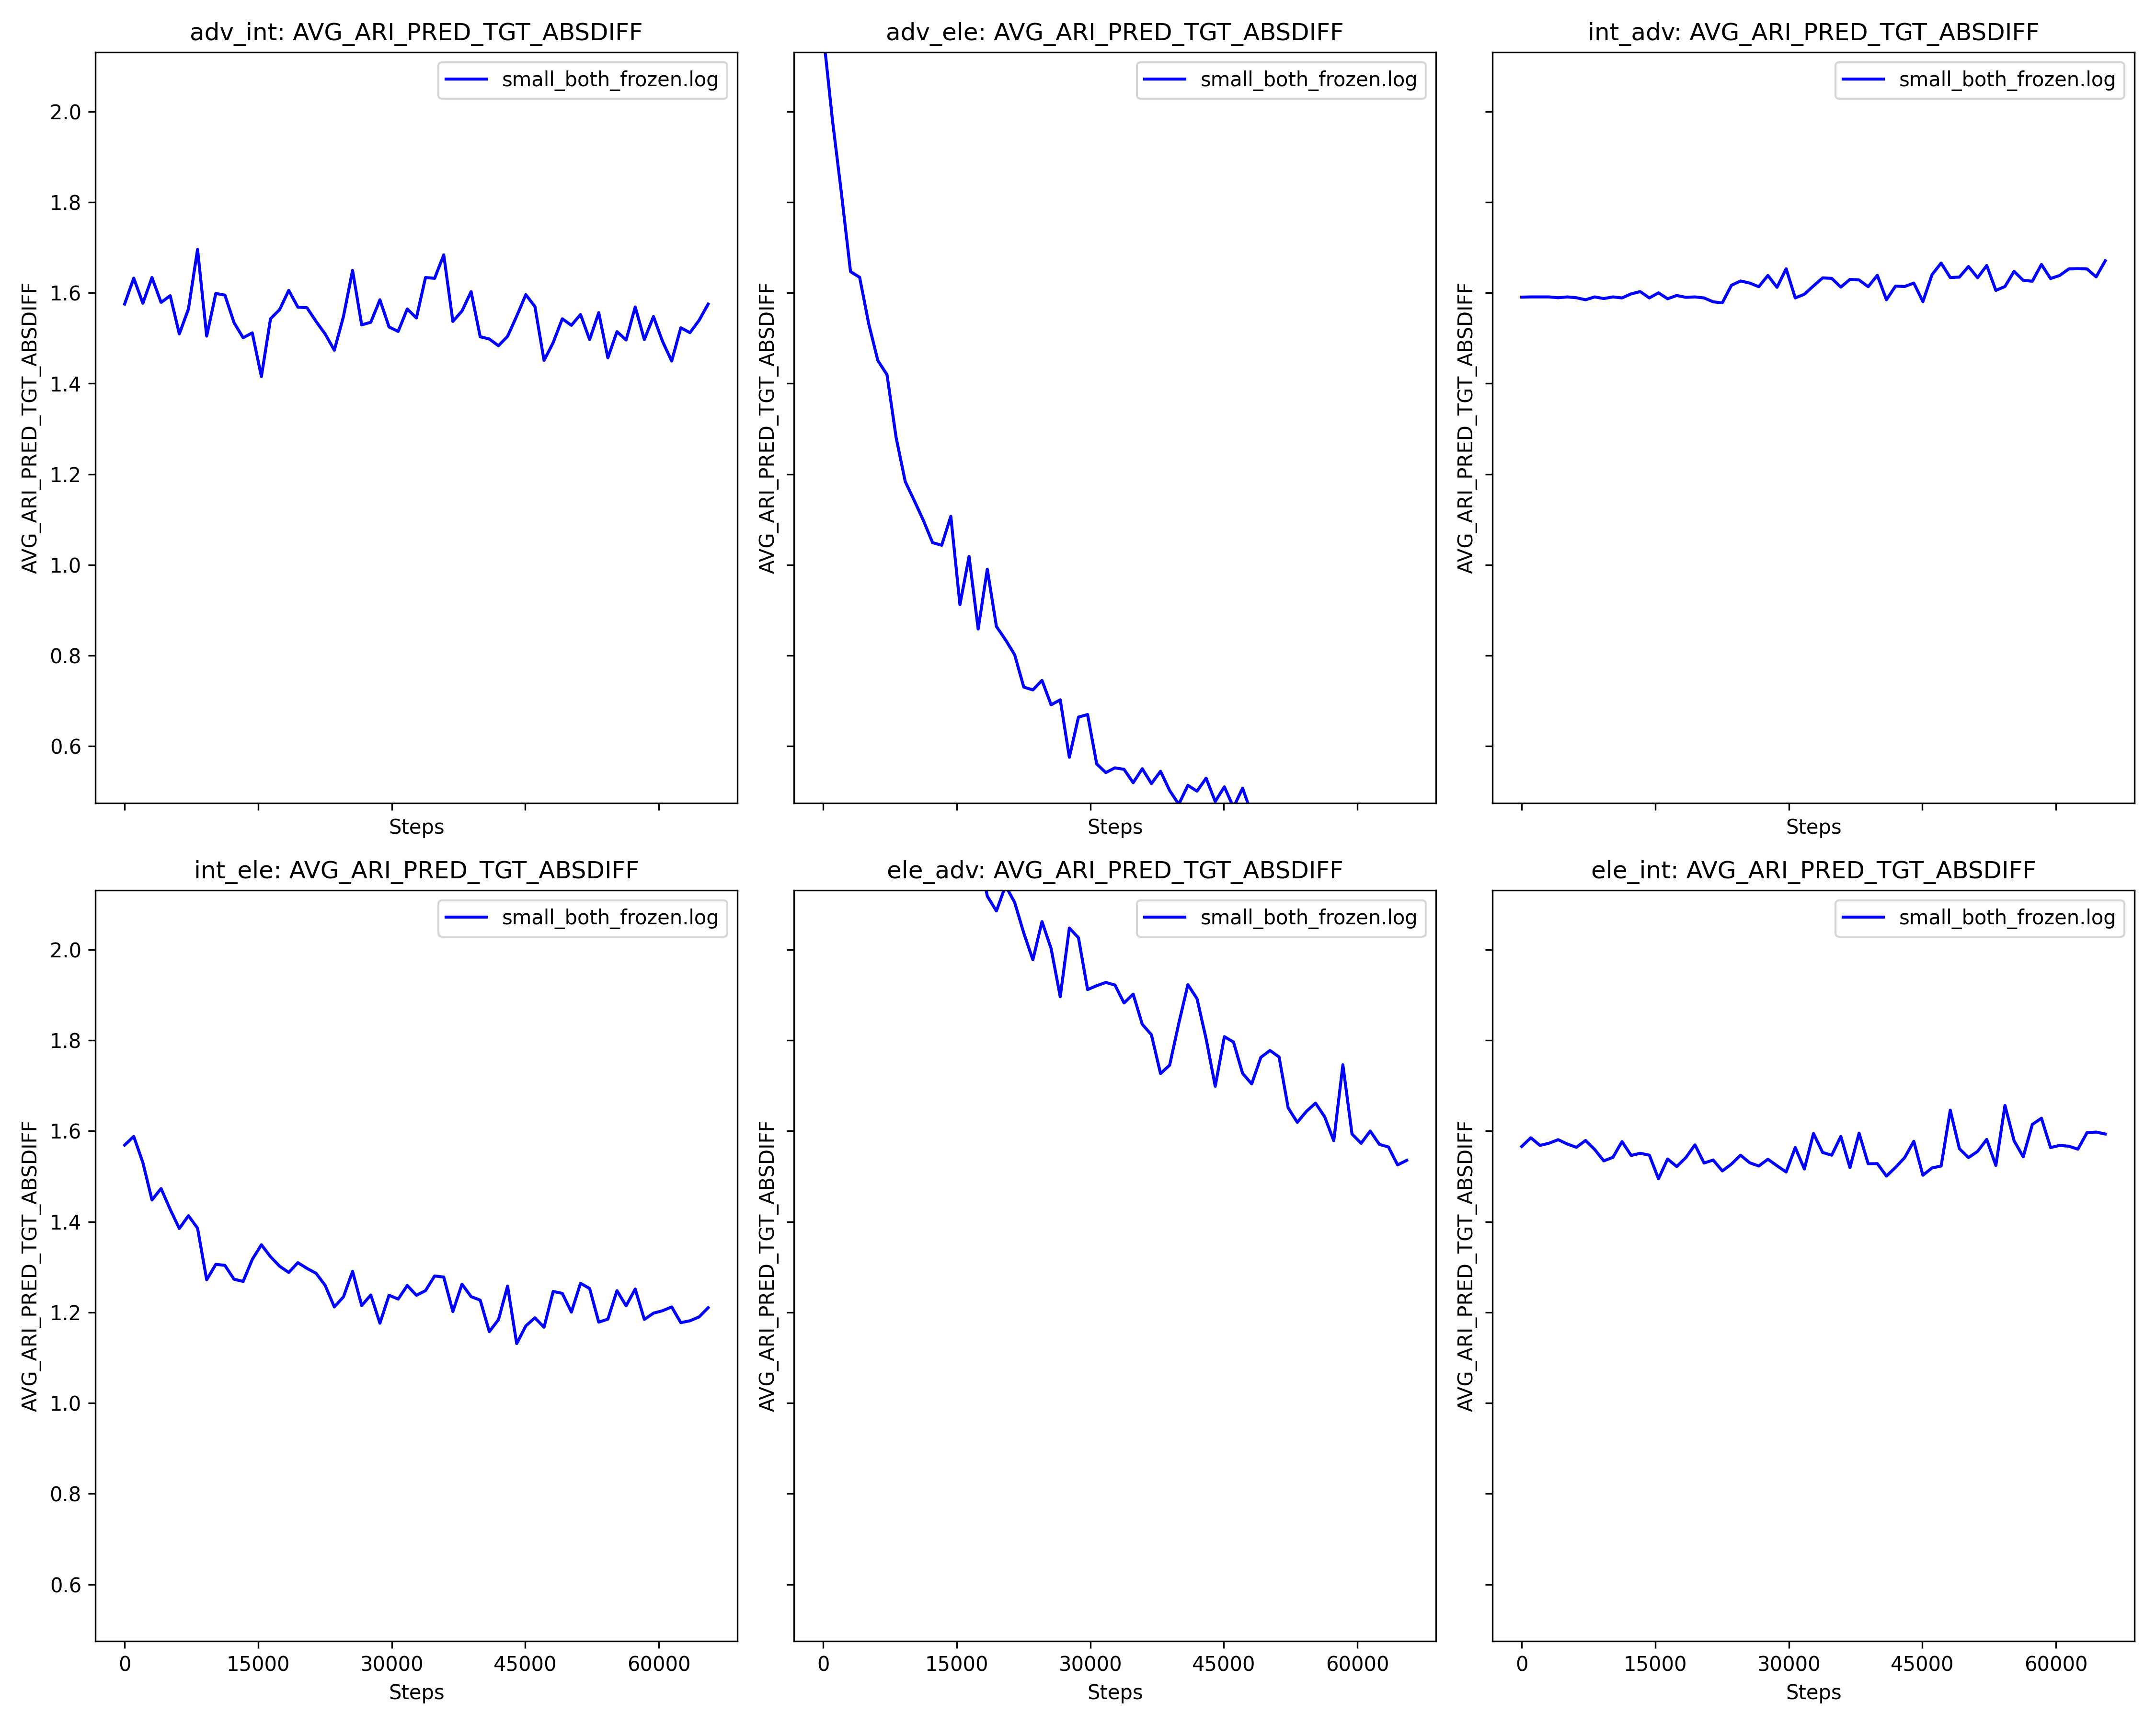 adv_int: AVG_ARI_PRED_TGT_ABSDIFF
adv_ele: AVG_ARI_PRED_TGT_ABSDIFF
int_adv: AVG_ARI_PRED_TGT_ABSDIFF
small_both_frozen.log
small_both_frozen.log
small_both_frozen.log
AVG_ARI_PRED_TGT_ABSDIFF
2.0
1.8
1.6
1.4
1.2
1.0
0.8
0.6
AVG_ARI_PRED_TGT_ABSDIFF
AVG_ARI_PRED_TGT_ABSDIFF
Steps
Steps
Steps
int_ele: AVG_ARI_PRED_TGT_ABSDIFF
ele_adv: AVG_ARI_PRED_TGT_ABSDIFF
ele_int: AVG_ARI_PRED_TGT_ABSDIFF
small_both_frozen.log
small_both_frozen.log
small_both_frozen.log
AVG_ARI_PRED_TGT_ABSDIFF
2.0
1.8
1.6
1.4
1.2
1.0
0.8
0.6
AVG_ARI_PRED_TGT_ABSDIFF
AVG_ARI_PRED_TGT_ABSDIFF
0 15000 30000 45000 60000
0 15000 30000 45000 60000
0 15000 30000 45000 60000
Steps
Steps
Steps